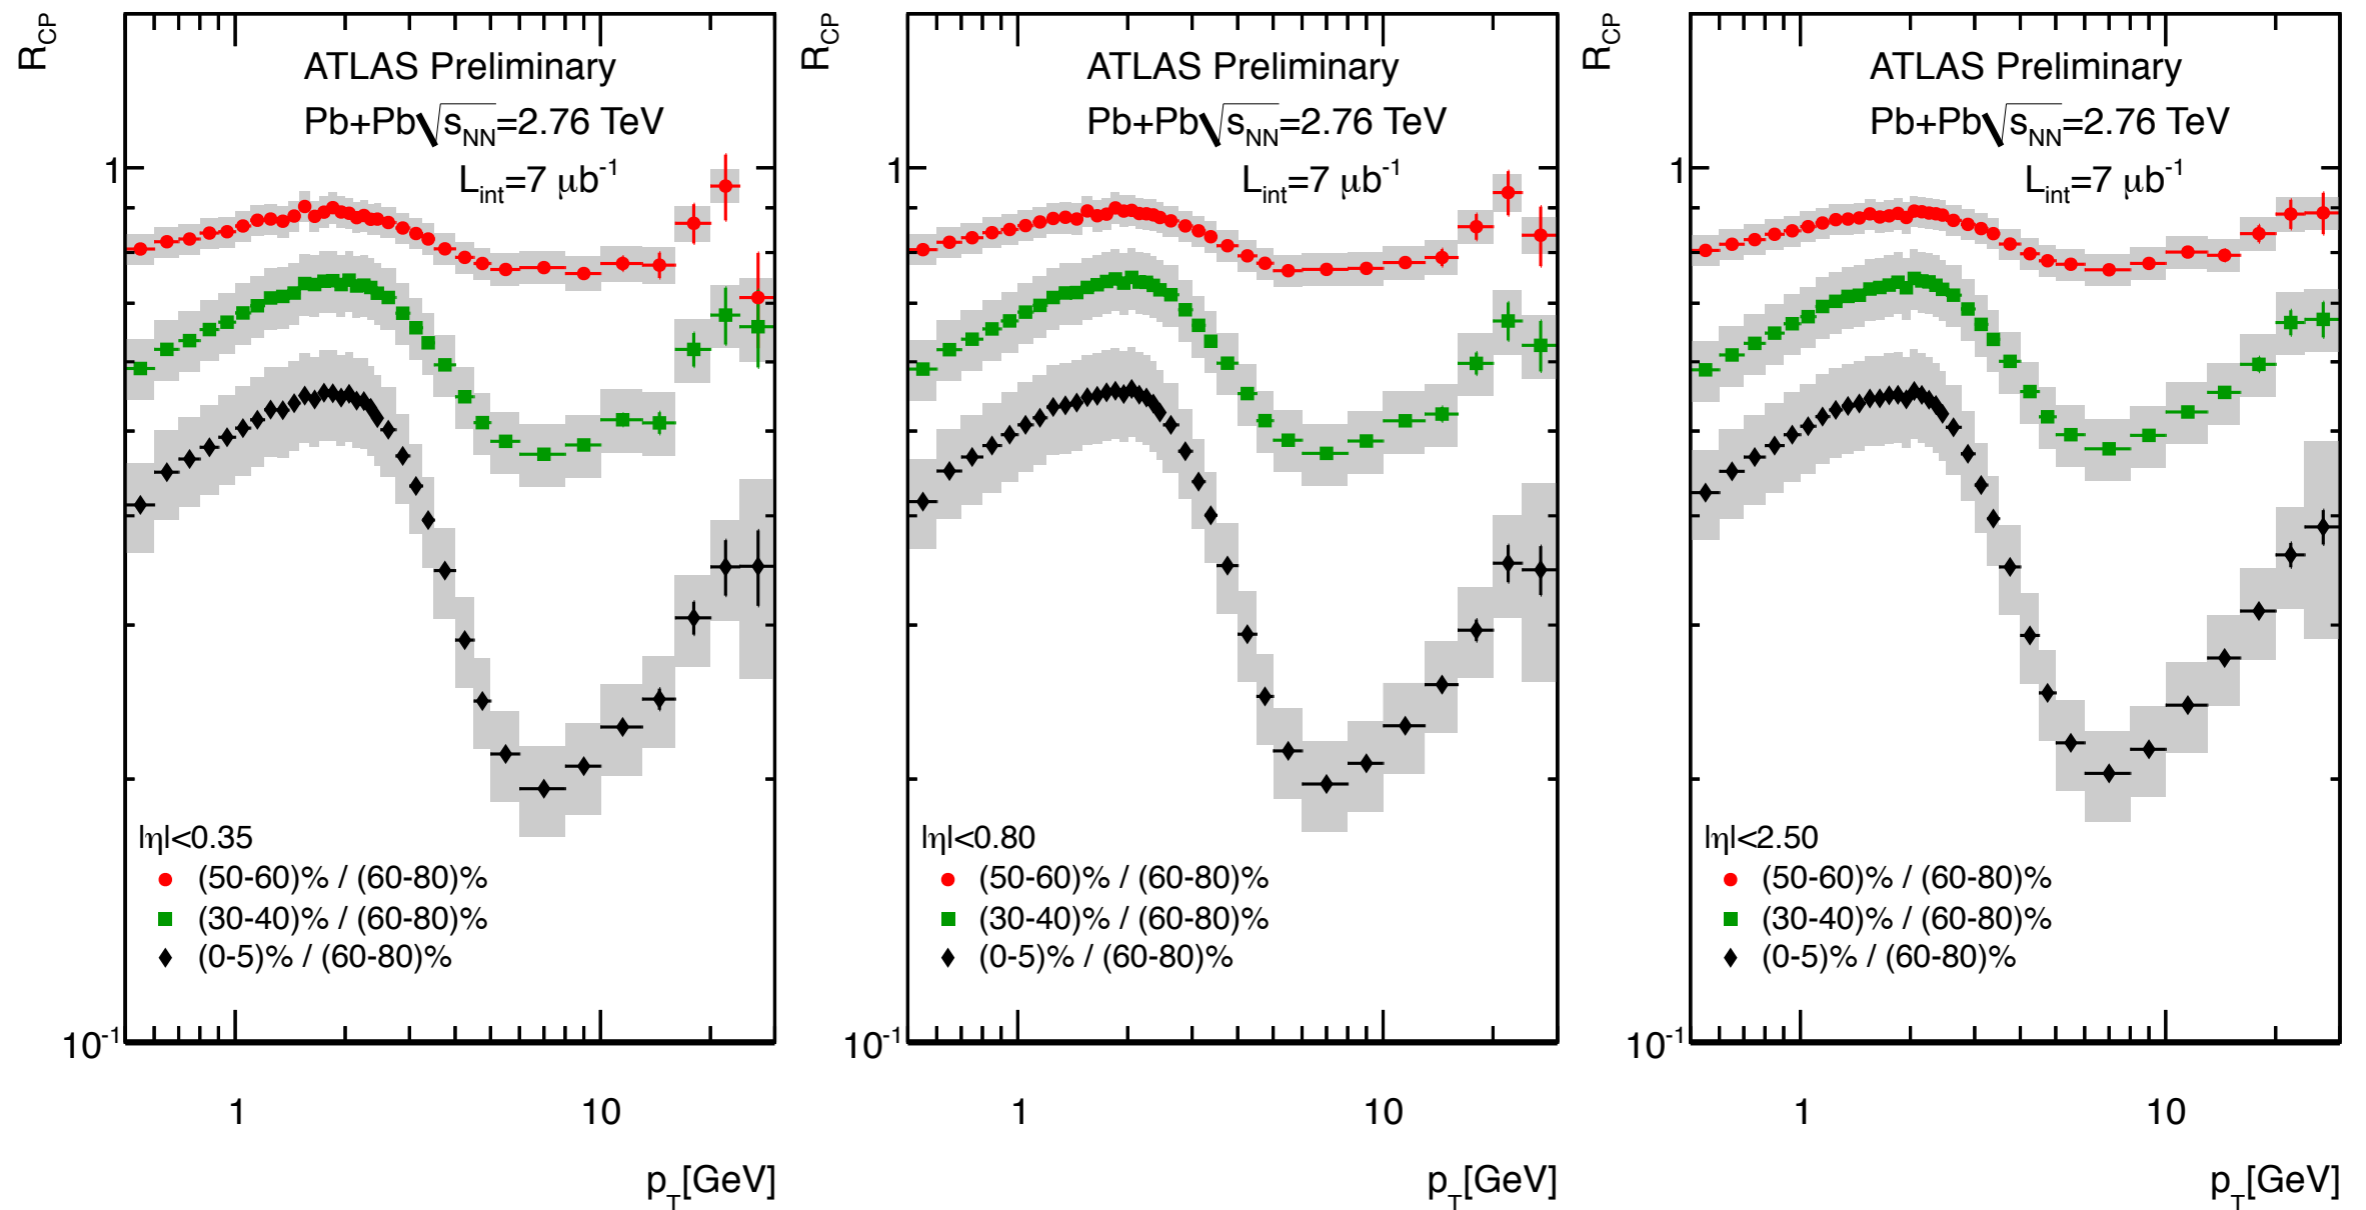 R_CP
ATLAS Preliminary
Pb+Pb √s_NN=2.76 TeV
L_int=7 μb^-1
1
10^-1
|η|<0.35
(50-60)% / (60-80)%
(30-40)% / (60-80)%
(0-5)% / (60-80)%
1 10
p_T[GeV]
R_CP
ATLAS Preliminary
Pb+Pb √s_NN=2.76 TeV
L_int=7 μb^-1
1
10^-1
|η|<0.80
(50-60)% / (60-80)%
(30-40)% / (60-80)%
(0-5)% / (60-80)%
1 10
p_T[GeV]
R_CP
ATLAS Preliminary
Pb+Pb √s_NN=2.76 TeV
L_int=7 μb^-1
1
10^-1
|η|<2.50
(50-60)% / (60-80)%
(30-40)% / (60-80)%
(0-5)% / (60-80)%
1 10
p_T[GeV]